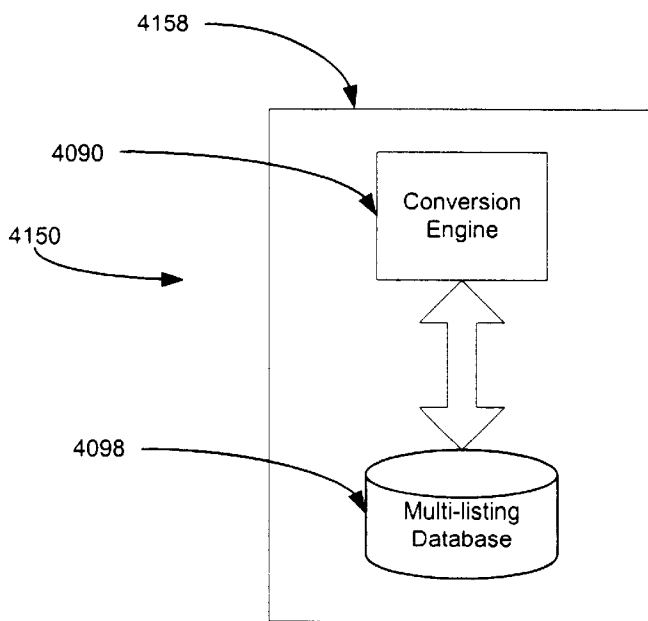 4158
4090
Conversion
Engine
4150
4098
Multi-listing
Database